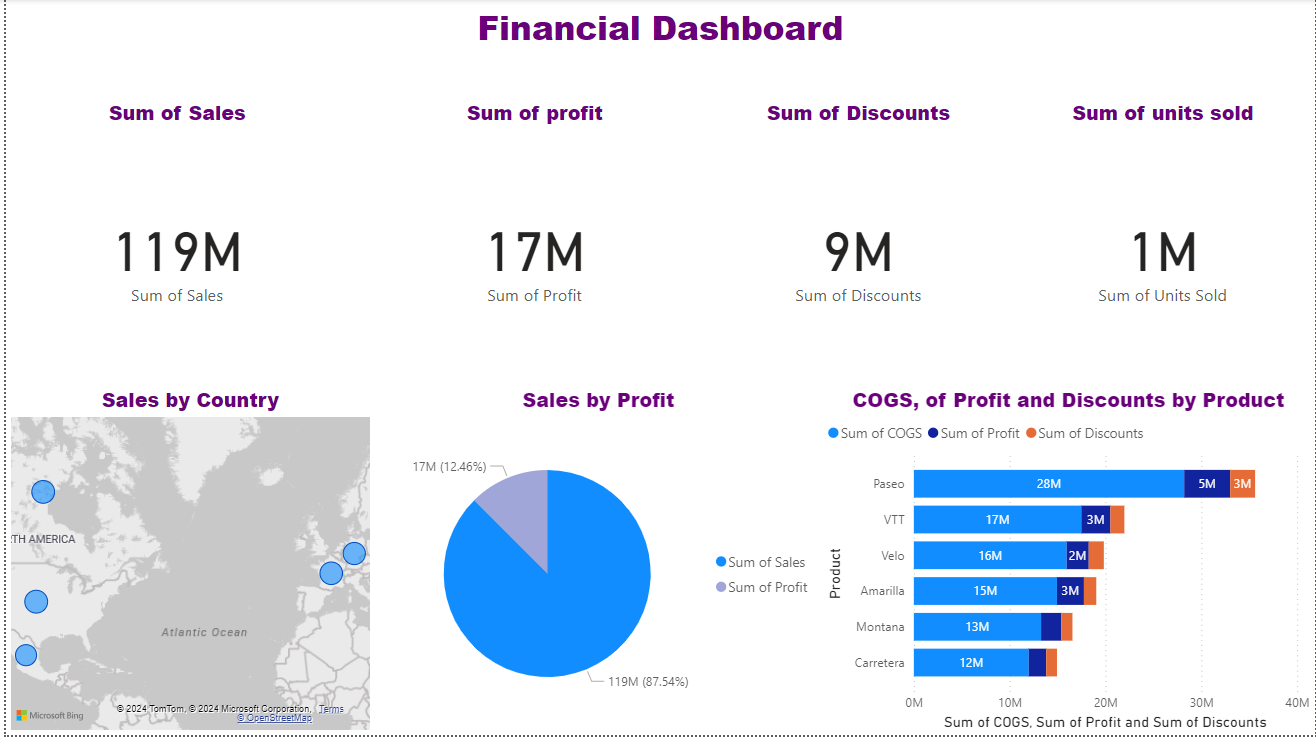 Financial Dashboard
Sum of Sales
Sum of profit
Sum of Discounts
Sum of units sold
119M
Sum of Sales
17M
Sum of Profit
9M
Sum of Discounts
1M
Sum of Units Sold
Sales by Country
TH AMERICA
Atlantic Ocean
Microsoft Bing
© 2024 TomTom, © 2024 Microsoft Corporation, Terms
© OpenStreetMap
Sales by Profit
17M (12.46%)
119M (87.54%)
Sum of Sales
Sum of Profit
COGS, of Profit and Discounts by Product
Sum of COGS Sum of Profit Sum of Discounts
Product
Paseo 28M 5M 3M
VTT 17M 3M
Velo 16M 2M
Amarilla 15M 3M
Montana 13M
Carretera 12M
0M 10M 20M 30M 40M
Sum of COGS, Sum of Profit and Sum of Discounts